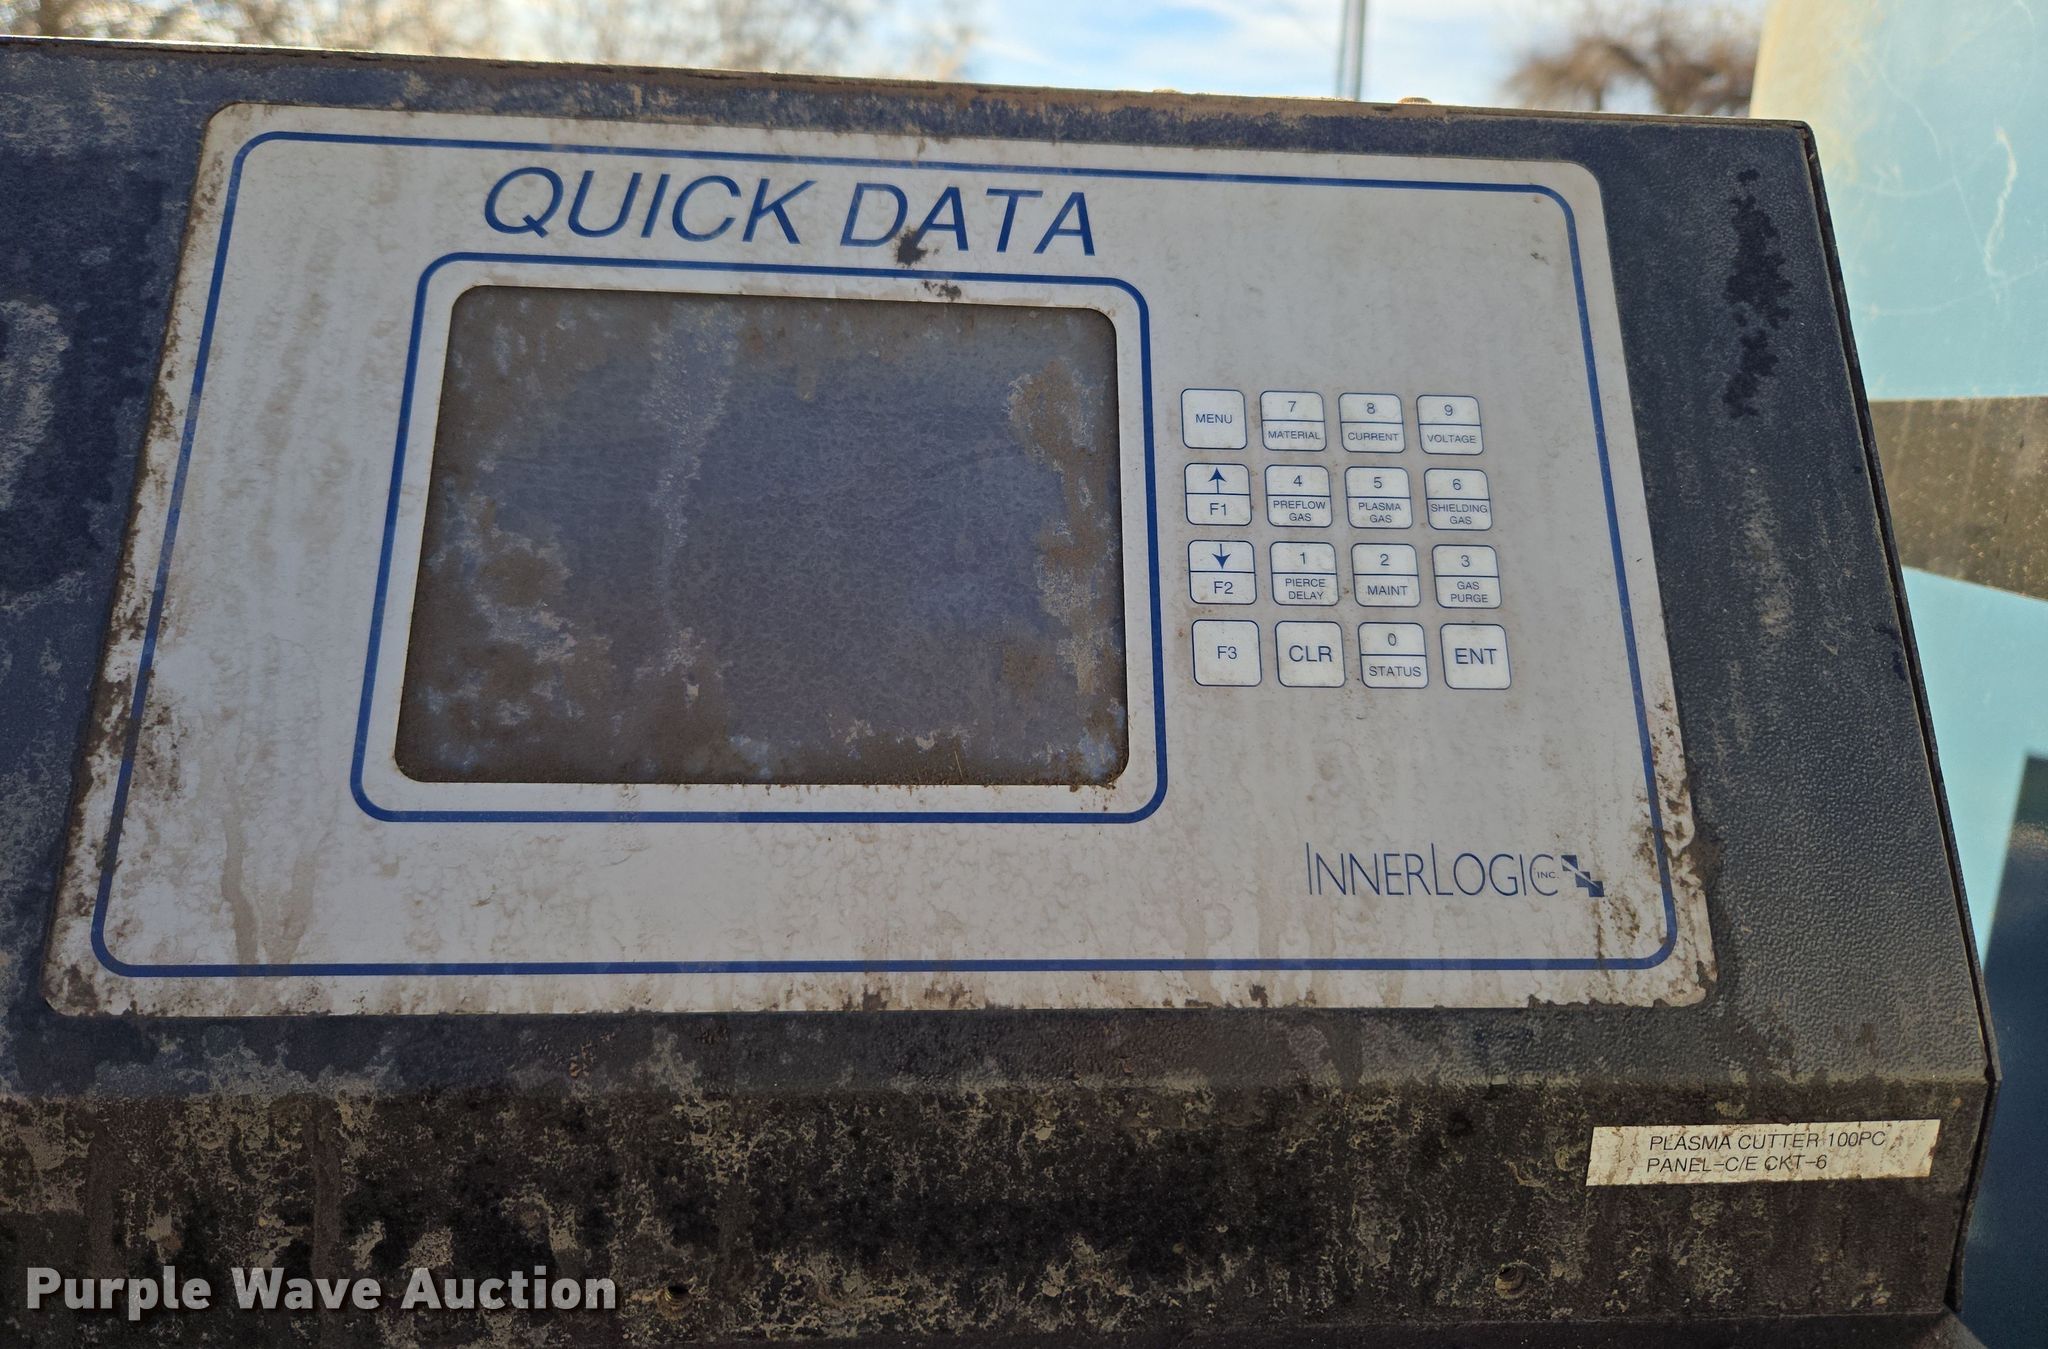 QUICK DATA
MENU
7
MATERIAL
8
CURRENT
9
VOLTAGE
F1
4
PREFLOW
GAS
5
PLASMA
GAS
6
SHIELDING
GAS
F2
1
PIERCE
DELAY
2
MAINT
3
GAS
PURGE
F3
CLR
0
STATUS
ENT
INNERLOGIC INC.
PLASMA CUTTER 100PC
PANEL-C/E CKT-6
Purple Wave Auction